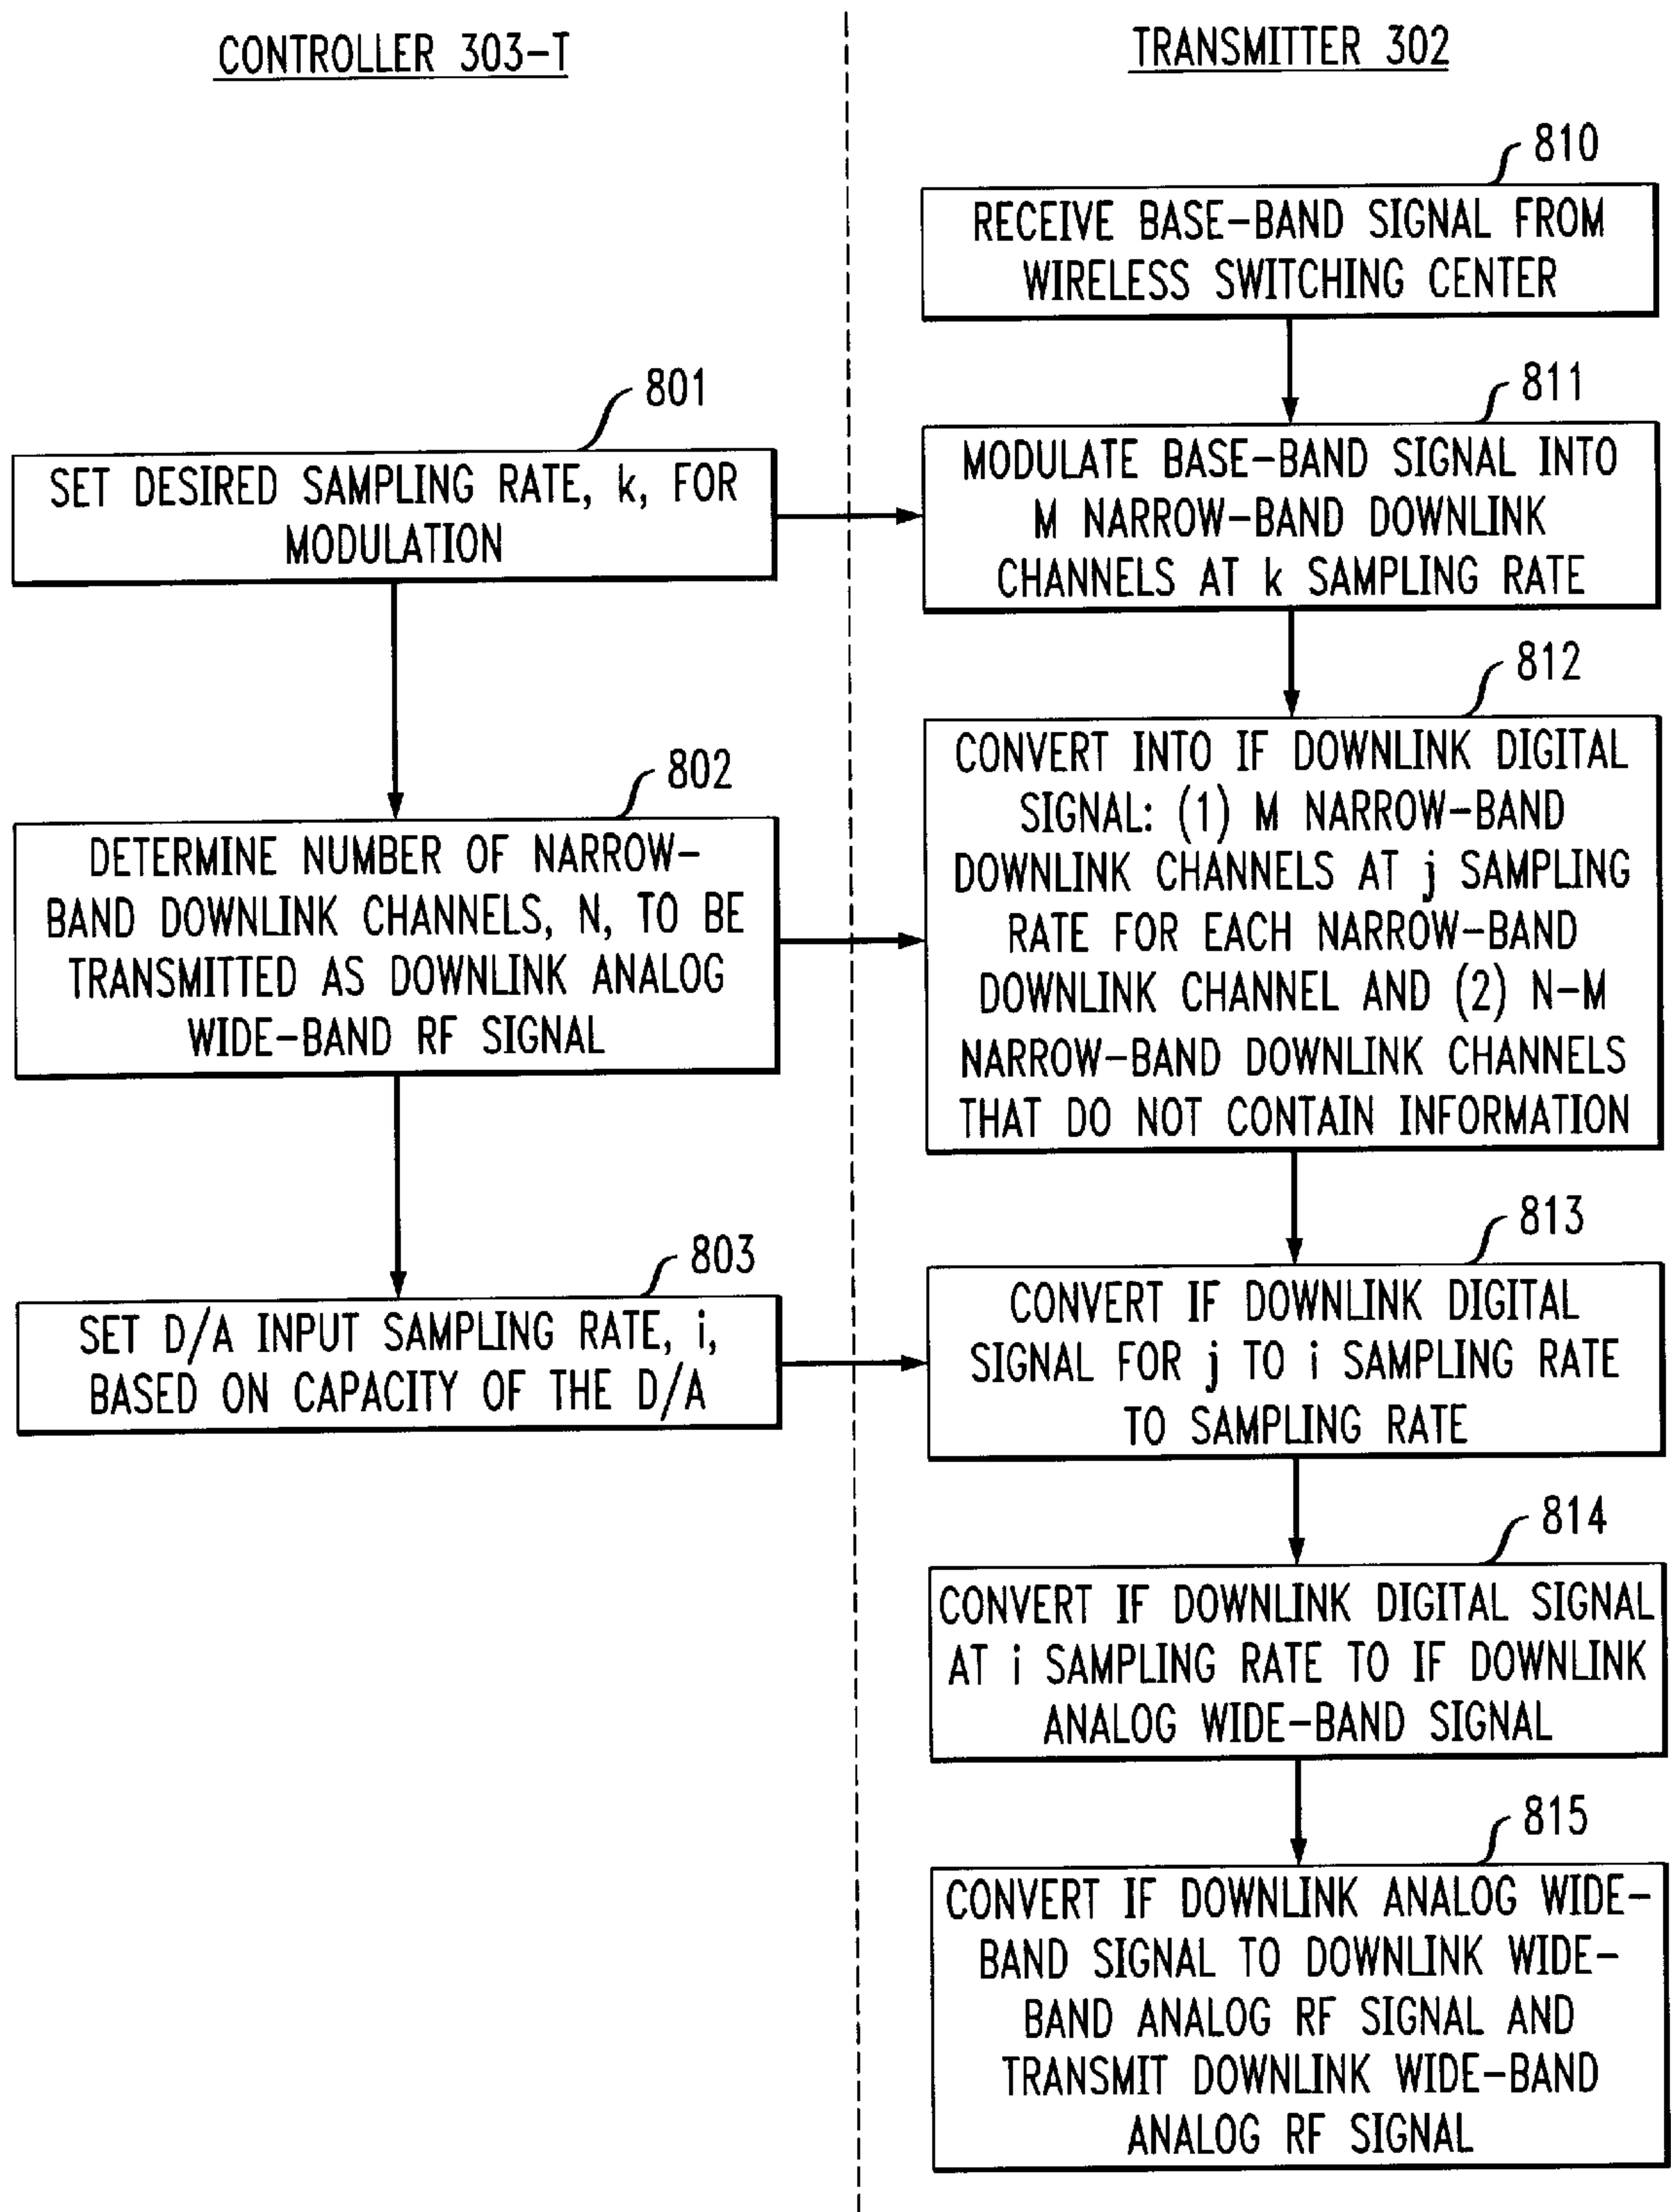 CONTROLLER 303-T
TRANSMITTER 302
810
RECEIVE BASE-BAND SIGNAL FROM
WIRELESS SWITCHING CENTER
801
SET DESIRED SAMPLING RATE, k, FOR
MODULATION
811
MODULATE BASE-BAND SIGNAL INTO
M NARROW-BAND DOWNLINK
CHANNELS AT k SAMPLING RATE
802
DETERMINE NUMBER OF NARROW-
BAND DOWNLINK CHANNELS, N, TO BE
TRANSMITTED AS DOWNLINK ANALOG
WIDE-BAND RF SIGNAL
812
CONVERT INTO IF DOWNLINK DIGITAL
SIGNAL: (1) M NARROW-BAND
DOWNLINK CHANNELS AT j SAMPLING
RATE FOR EACH NARROW-BAND
DOWNLINK CHANNEL AND (2) N-M
NARROW-BAND DOWNLINK CHANNELS
THAT DO NOT CONTAIN INFORMATION
803
SET D/A INPUT SAMPLING RATE, i,
BASED ON CAPACITY OF THE D/A
813
CONVERT IF DOWNLINK DIGITAL
SIGNAL FOR j TO i SAMPLING RATE
TO SAMPLING RATE
814
CONVERT IF DOWNLINK DIGITAL SIGNAL
AT i SAMPLING RATE TO IF DOWNLINK
ANALOG WIDE-BAND SIGNAL
815
CONVERT IF DOWNLINK ANALOG WIDE-
BAND SIGNAL TO DOWNLINK WIDE-
BAND ANALOG RF SIGNAL AND
TRANSMIT DOWNLINK WIDE-BAND
ANALOG RF SIGNAL